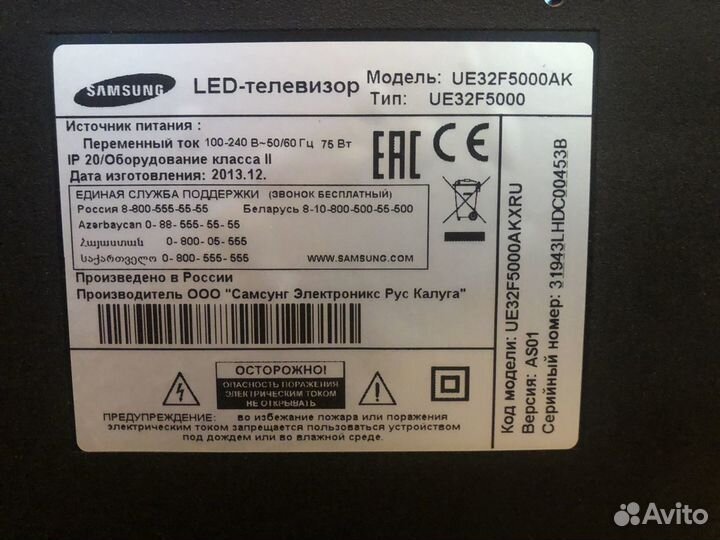 SAMSUNG
LED-телевизор
Модель: UE32F5000AK
Тип: UE32F5000
Источник питания :
Переменный ток 100-240 В~50/60 Гц 75 Вт
IP 20/Оборудование класса II
Дата изготовления: 2013.12.
EAC CE
ЕДИНАЯ СЛУЖБА ПОДДЕРЖКИ (ЗВОНОК БЕСПЛАТНЫЙ)
Россия 8-800-555-55-55 Беларусь 8-10-800-500-55-500
Azərbaycan 0-88-555-55-55
Հայաստան 0-800-05-555
საქართველო 0-800-555-555 WWW.SAMSUNG.COM
Произведено в России
Производитель ООО "Самсунг Электроникс Рус Калуга"
ОСТОРОЖНО!
ОПАСНОСТЬ ПОРАЖЕНИЯ
ЭЛЕКТРИЧЕСКИМ ТОКОМ
НЕ ОТКРЫВАТЬ
ПРЕДУПРЕЖДЕНИЕ: во избежание пожара или поражения
электрическим током запрещается пользоваться устройством
под дождем или во влажной среде.
Код модели: UE32F5000AKXRU
Версия: AS01
Серийный номер: 31943LHDC00453B
Avito